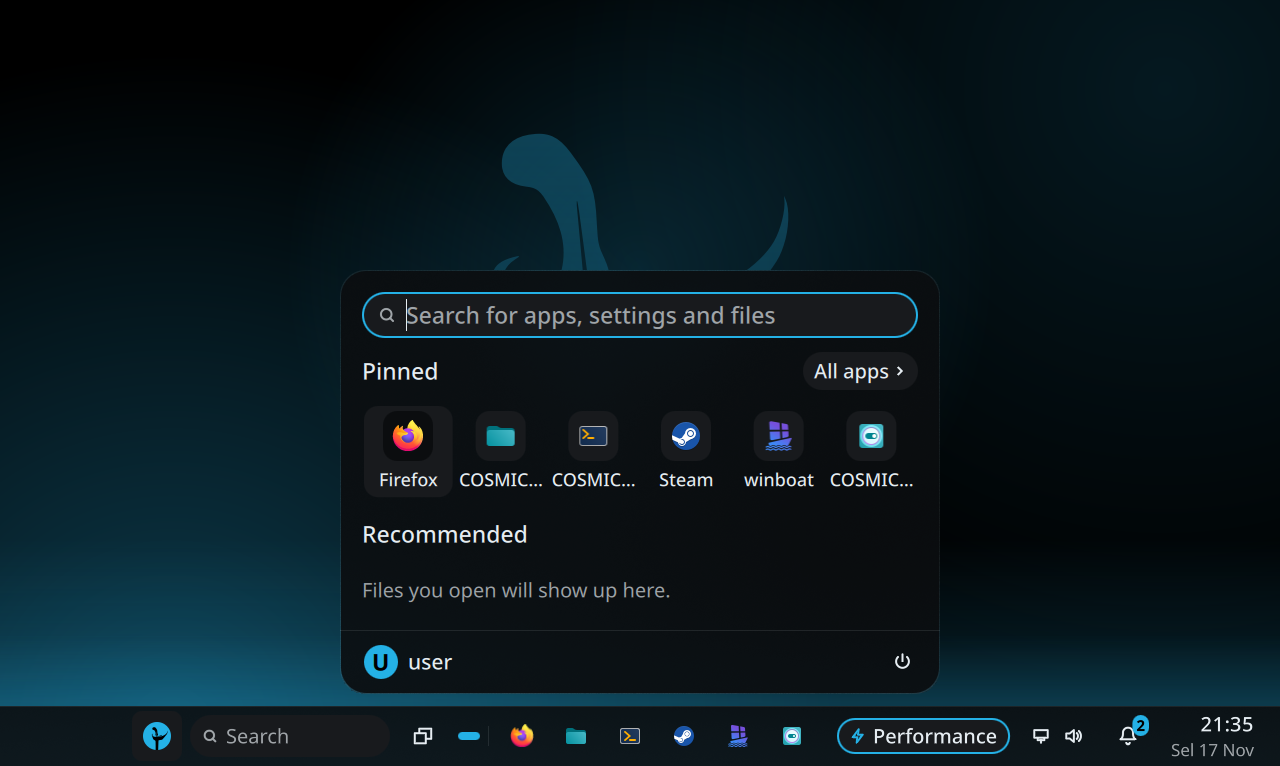 Search for apps, settings and files
Pinned
All apps
Firefox
COSMIC...
COSMIC...
Steam
winboat
COSMIC...
Recommended
Files you open will show up here.
U
user
Search
Performance
2
21:35
Sel 17 Nov